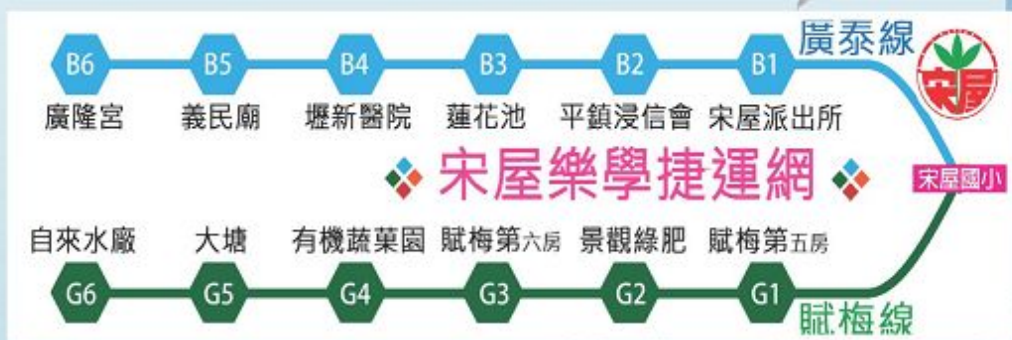 B6 B5 B4 B3 B2 B1 廣泰線
宋屋
廣隆宮 義民廟 壢新醫院 蓮花池 平鎮浸信會 宋屋派出所
宋屋樂學捷運網
宋屋國小
自來水廠 大塘 有機蔬菓園 賦梅第六房 景觀綠肥 賦梅第五房
G6 G5 G4 G3 G2 G1
賦梅線